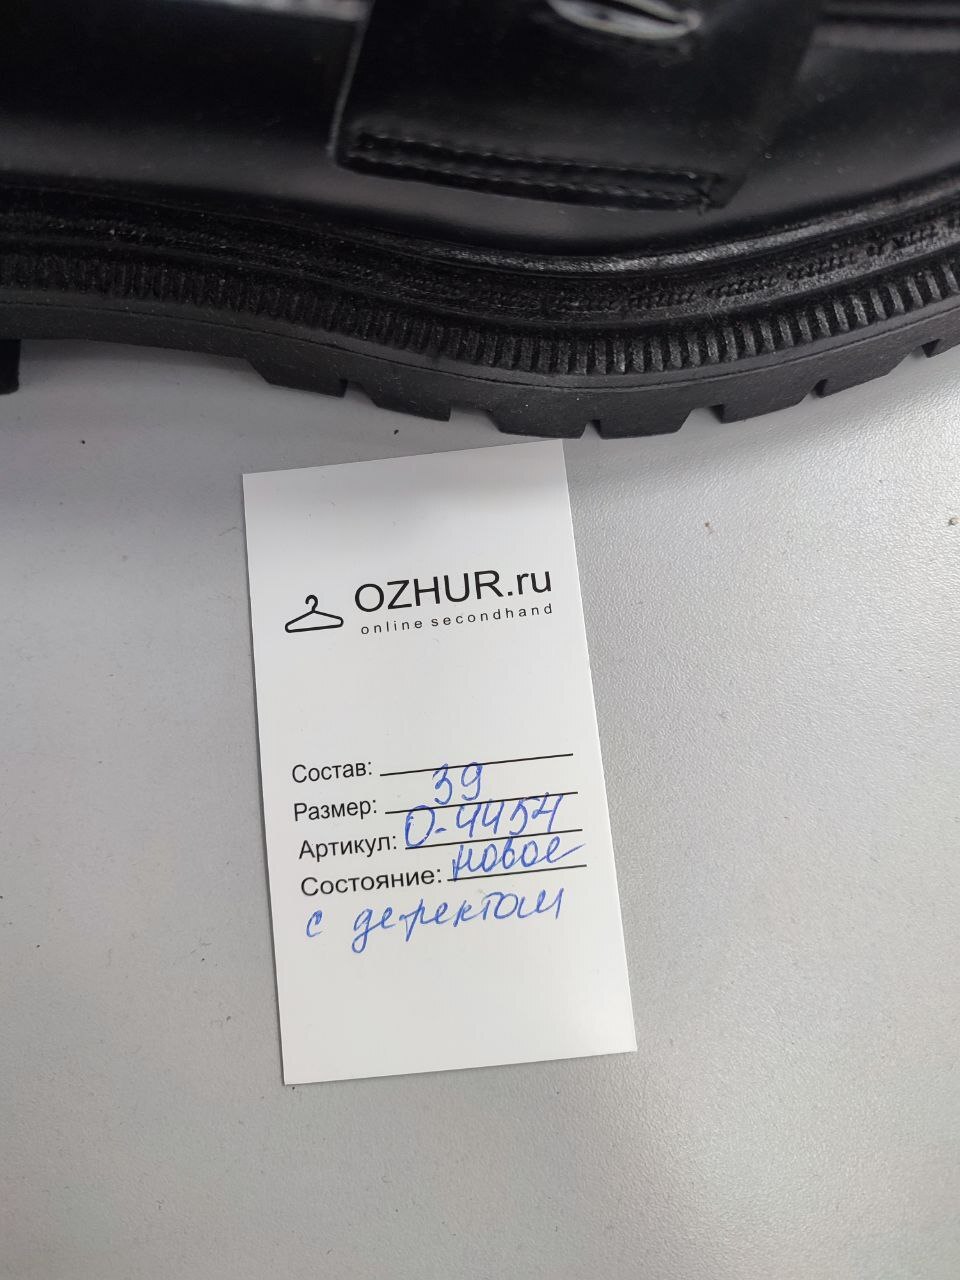 OZHUR.ru
online secondhand
Состав:
Размер: 39
Артикул: О-4454
Состояние: новое
с дефектом